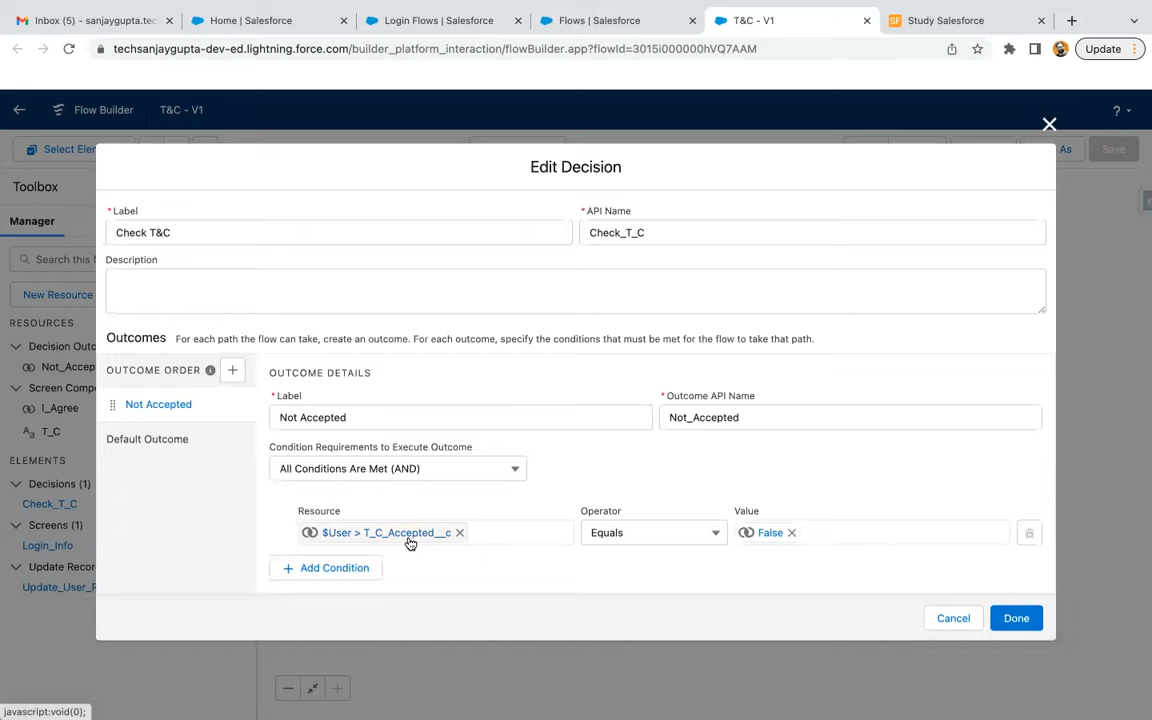 Inbox (5) - sanjaygupta.tec
Home | Salesforce
Login Flows | Salesforce
Flows | Salesforce
T&C - V1
SF Study Salesforce
techsanjaygupta-dev-ed.lightning.force.com/builder_platform_interaction/flowBuilder.app?flowId=3015i000000hVQ7AAM
Update
Flow Builder
T&C - V1
?
Select Elem
As
Save
Edit Decision
Toolbox
Manager
* Label
* API Name
Check T&C
Check_T_C
Search this f
Description
New Resource
RESOURCES
Outcomes For each path the flow can take, create an outcome. For each outcome, specify the conditions that must be met for the flow to take that path.
Decision Outc
Not_Accep
Screen Compo
I_Agree
Aa T_C
ELEMENTS
Decisions (1)
Check_T_C
Screens (1)
Login_Info
Update Recor
Update_User_R
OUTCOME ORDER
Not Accepted
Default Outcome
OUTCOME DETAILS
* Label
* Outcome API Name
Not Accepted
Not_Accepted
Condition Requirements to Execute Outcome
All Conditions Are Met (AND)
Resource
Operator
Value
$User > T_C_Accepted__c
Equals
False
Add Condition
Cancel
Done
javascript:void(0);